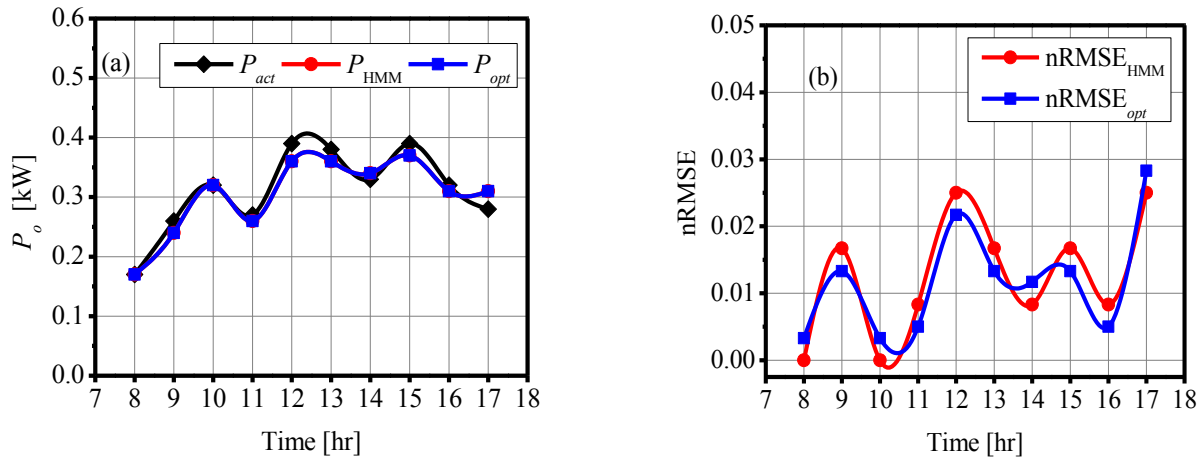 (a)
P_act P_HMM P_opt
P_o [kW]
0.6
0.5
0.4
0.3
0.2
0.1
0.0
7 8 9 10 11 12 13 14 15 16 17 18
Time [hr]
(b)
nRMSE_HMM
nRMSE_opt
nRMSE
0.05
0.04
0.03
0.02
0.01
0.00
7 8 9 10 11 12 13 14 15 16 17 18
Time [hr]